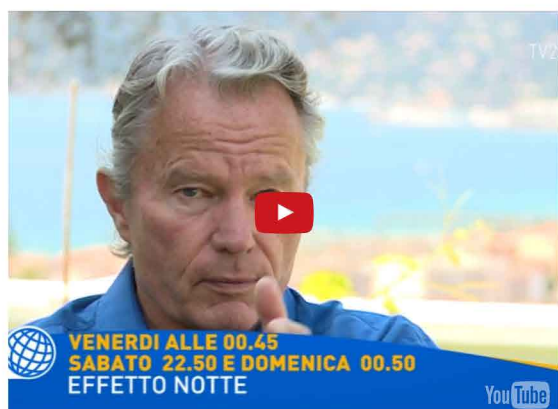 TV2
VENERDI ALLE 00.45
SABATO 22.50 E DOMENICA 00.50
EFFETTO NOTTE
YouTube